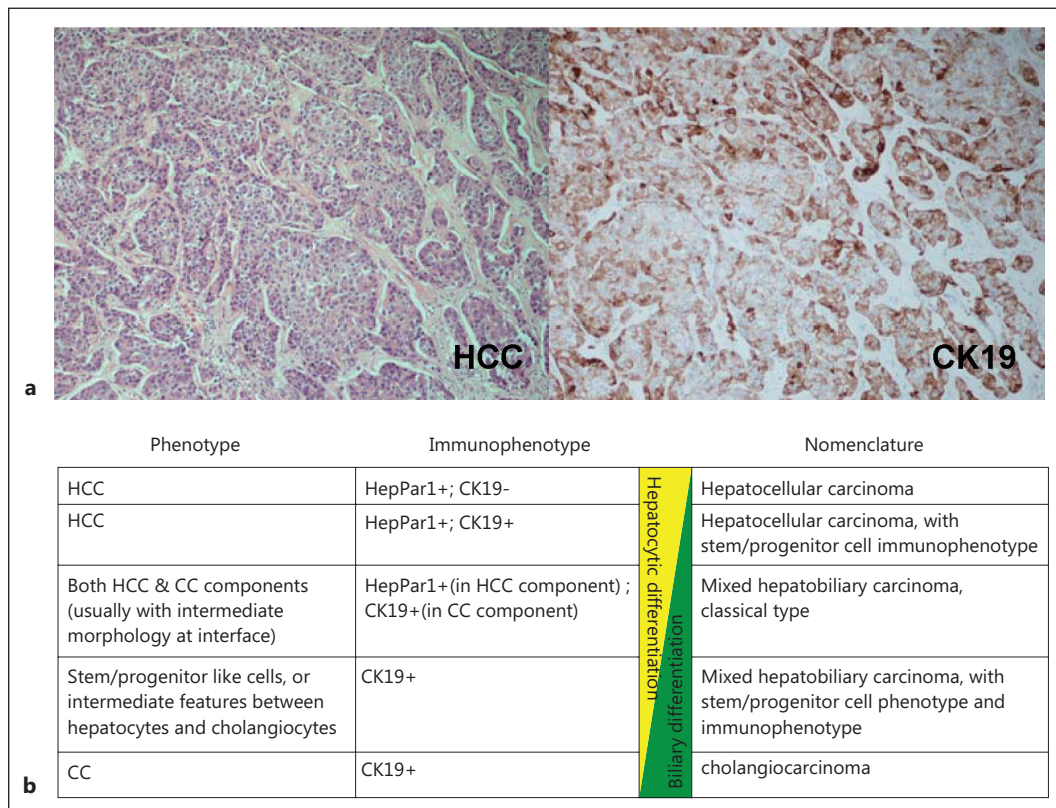 HCC
CK19
a
Phenotype Immunophenotype Nomenclature
HCC HepPar1+; CK19- Hepatocellular carcinoma
HCC HepPar1+; CK19+ Hepatocellular carcinoma, with
stem/progenitor cell immunophenotype
Both HCC & CC components
(usually with intermediate
morphology at interface)
HepPar1+(in HCC component) ;
CK19+(in CC component)
Mixed hepatobiliary carcinoma,
classical type
Stem/progenitor like cells, or
intermediate features between
hepatocytes and cholangiocytes
CK19+
Mixed hepatobiliary carcinoma, with
stem/progenitor cell phenotype and
immunophenotype
CC CK19+ cholangiocarcinoma
Hepatocytic differentiation
Biliary differentiation
b